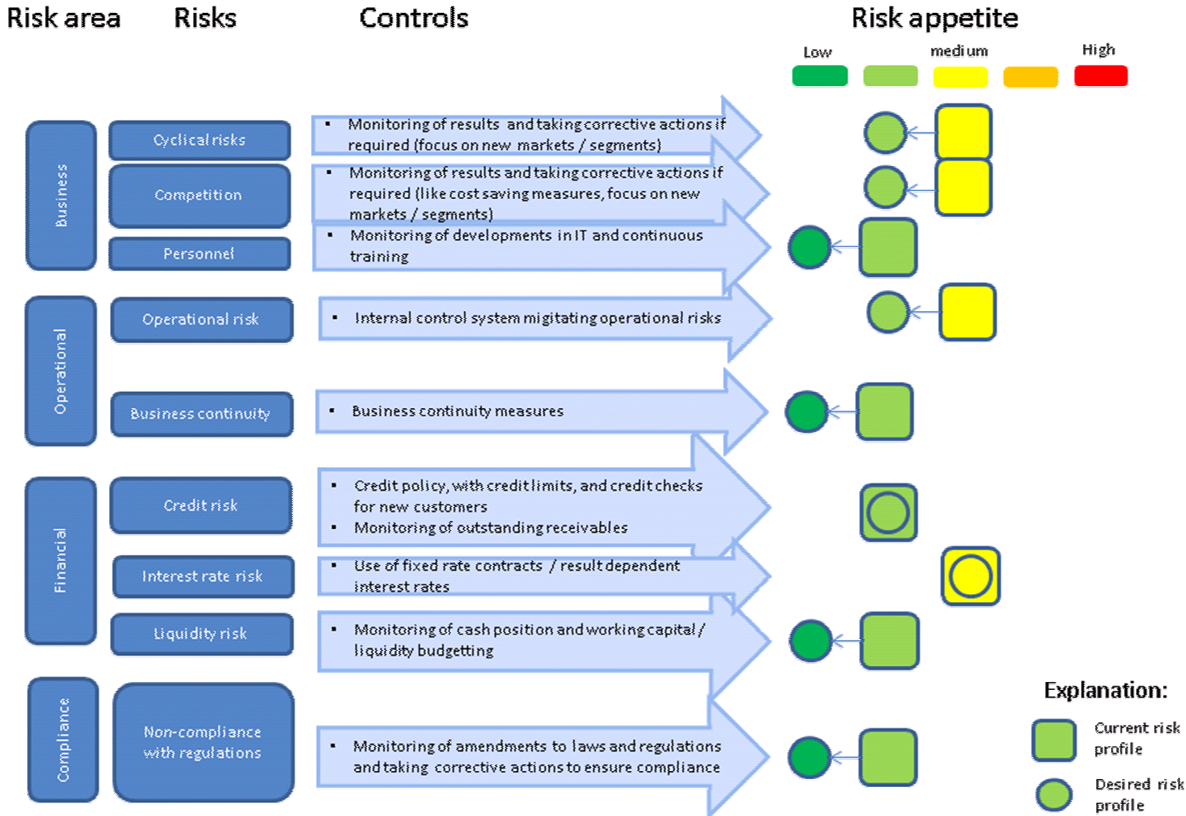 Risk area Risks Controls Risk appetite
Low medium High
Business
Cyclical risks
• Monitoring of results and taking corrective actions if
required (focus on new markets / segments)
Competition
• Monitoring of results and taking corrective actions if
required (like cost saving measures, focus on new
markets / segments)
Personnel
• Monitoring of developments in IT and continuous
training
Operational
Operational risk
• Internal control system migitating operational risks
Business continuity
• Business continuity measures
Financial
Credit risk
• Credit policy, with credit limits, and credit checks
for new customers
• Monitoring of outstanding receivables
Interest rate risk
• Use of fixed rate contracts / result dependent
interest rates
Liquidity risk
• Monitoring of cash position and working capital /
liquidity budgetting
Compliance
Non-compliance
with regulations
• Monitoring of amendments to laws and regulations
and taking corrective actions to ensure compliance
Explanation:
Current risk
profile
Desired risk
profile